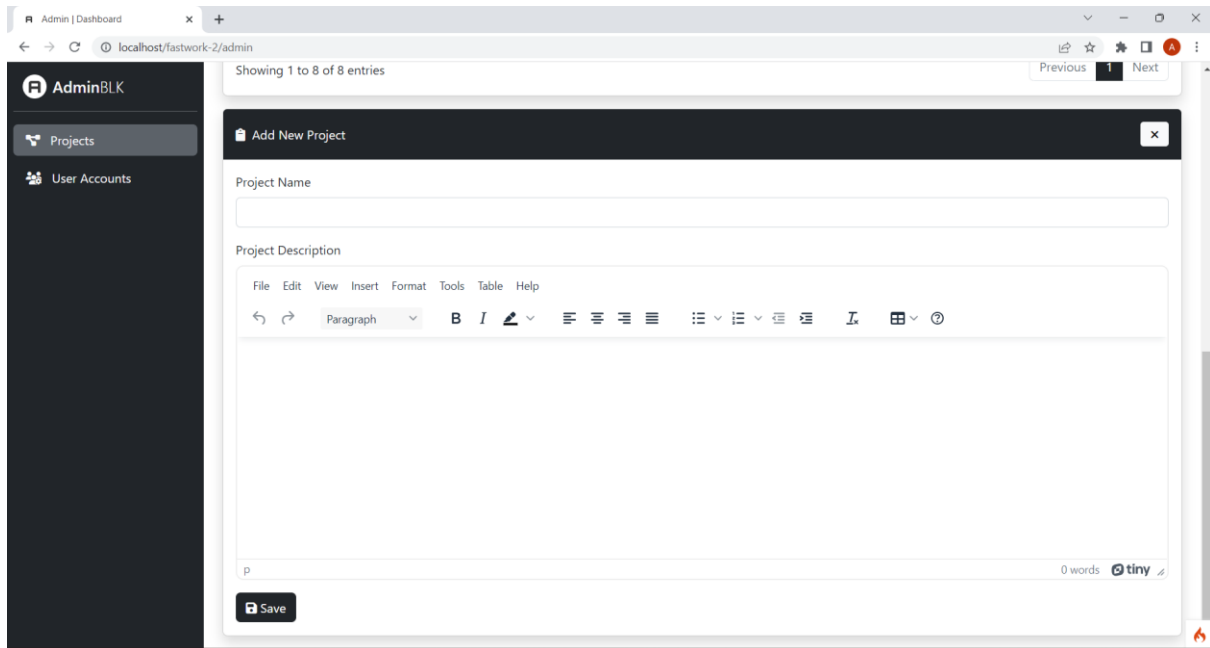 Admin | Dashboard
localhost/fastwork-2/admin
A
AdminBLK
Projects
User Accounts
Showing 1 to 8 of 8 entries
Previous 1 Next
Add New Project
Project Name
Project Description
File Edit View Insert Format Tools Table Help
Paragraph B I
p
0 words tiny
Save